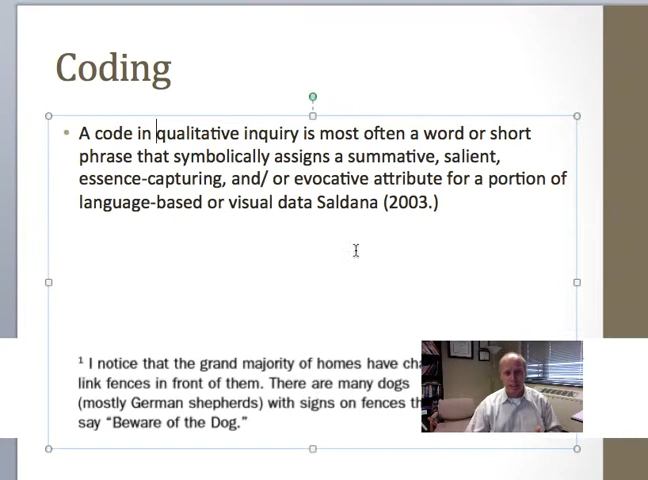 Coding
• A code in qualitative inquiry is most often a word or short
phrase that symbolically assigns a summative, salient,
essence-capturing, and/ or evocative attribute for a portion of
language-based or visual data Saldana (2003.)
1 I notice that the grand majority of homes have
link fences in front of them. There are many dogs
(mostly German shepherds) with signs on fences
say “Beware of the Dog.”